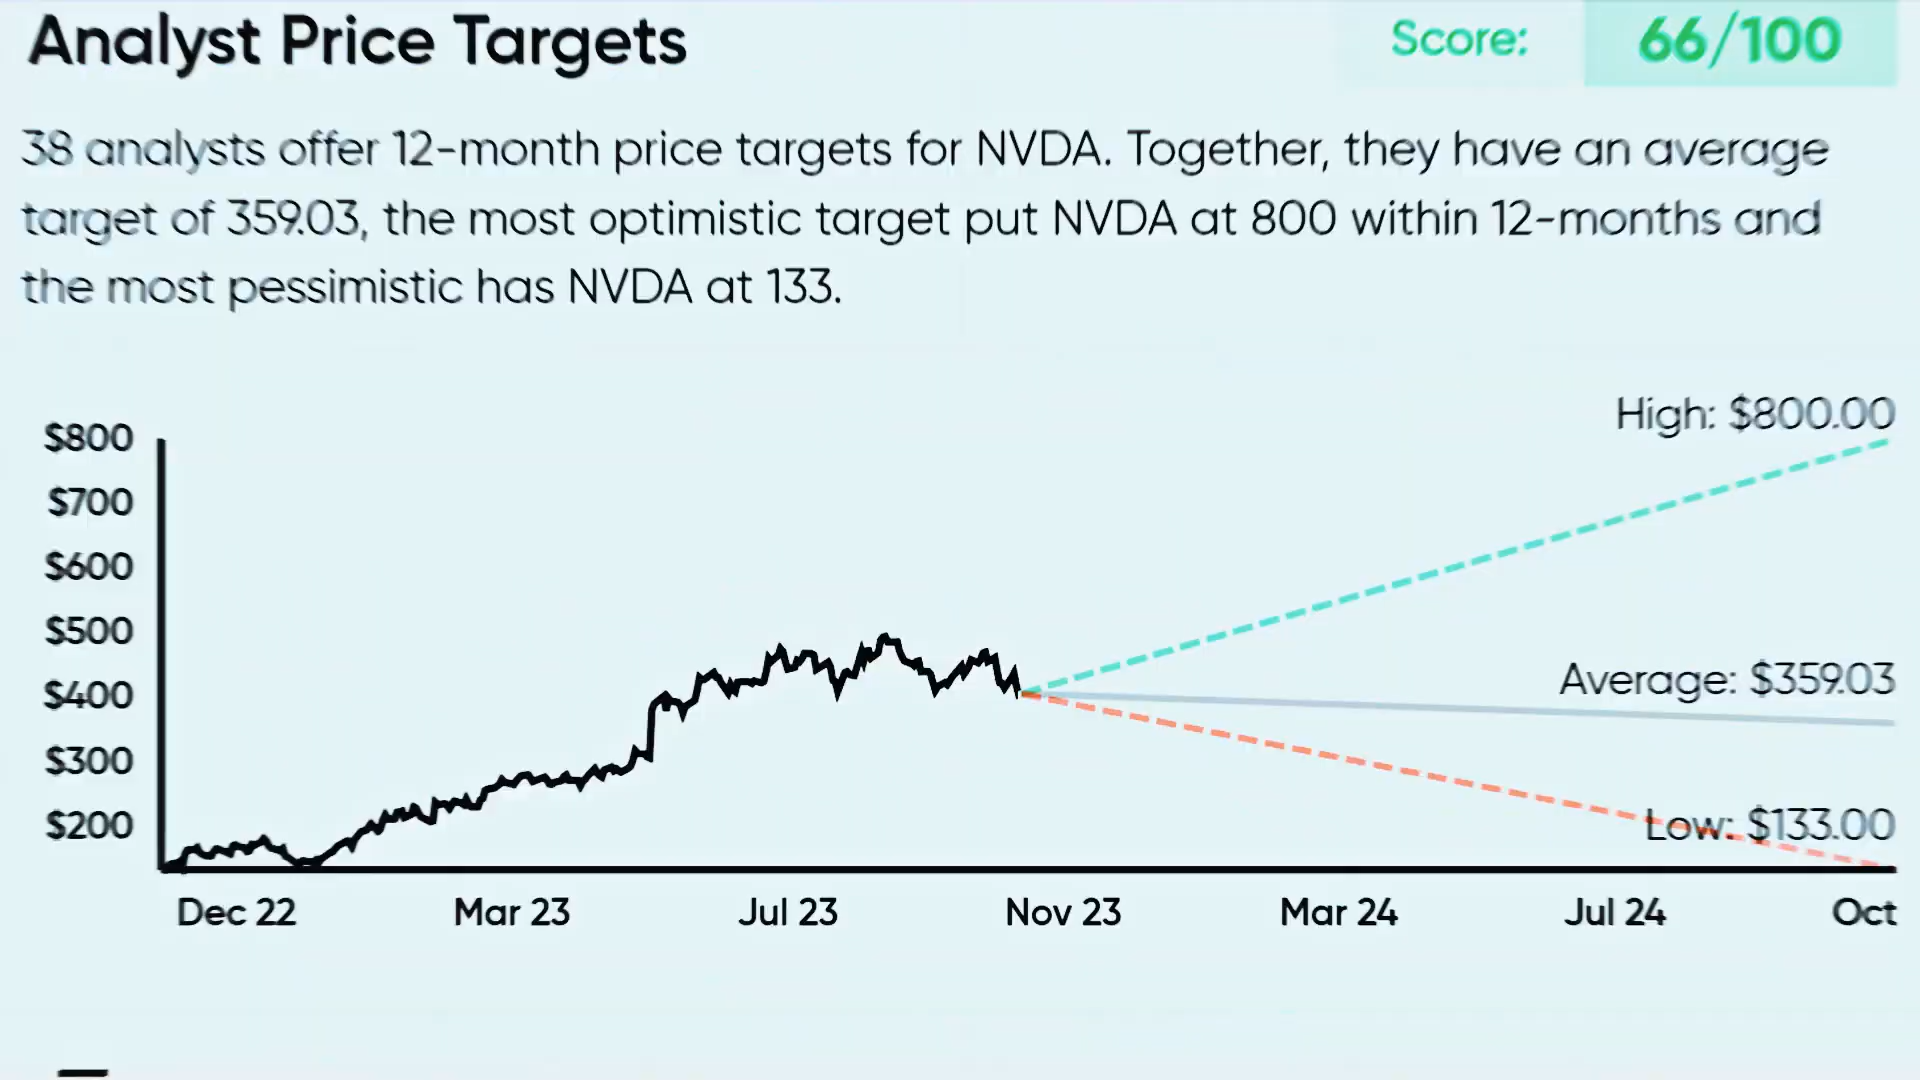 Analyst Price Targets
Score: 66/100
38 analysts offer 12-month price targets for NVDA. Together, they have an average
target of 359.03, the most optimistic target put NVDA at 800 within 12-months and
the most pessimistic has NVDA at 133.
High: $800.00
$800
$700
$600
$500
Average: $359.03
$400
$300
Low: $133.00
$200
Dec 22 Mar 23 Jul 23 Nov 23 Mar 24 Jul 24 Oct